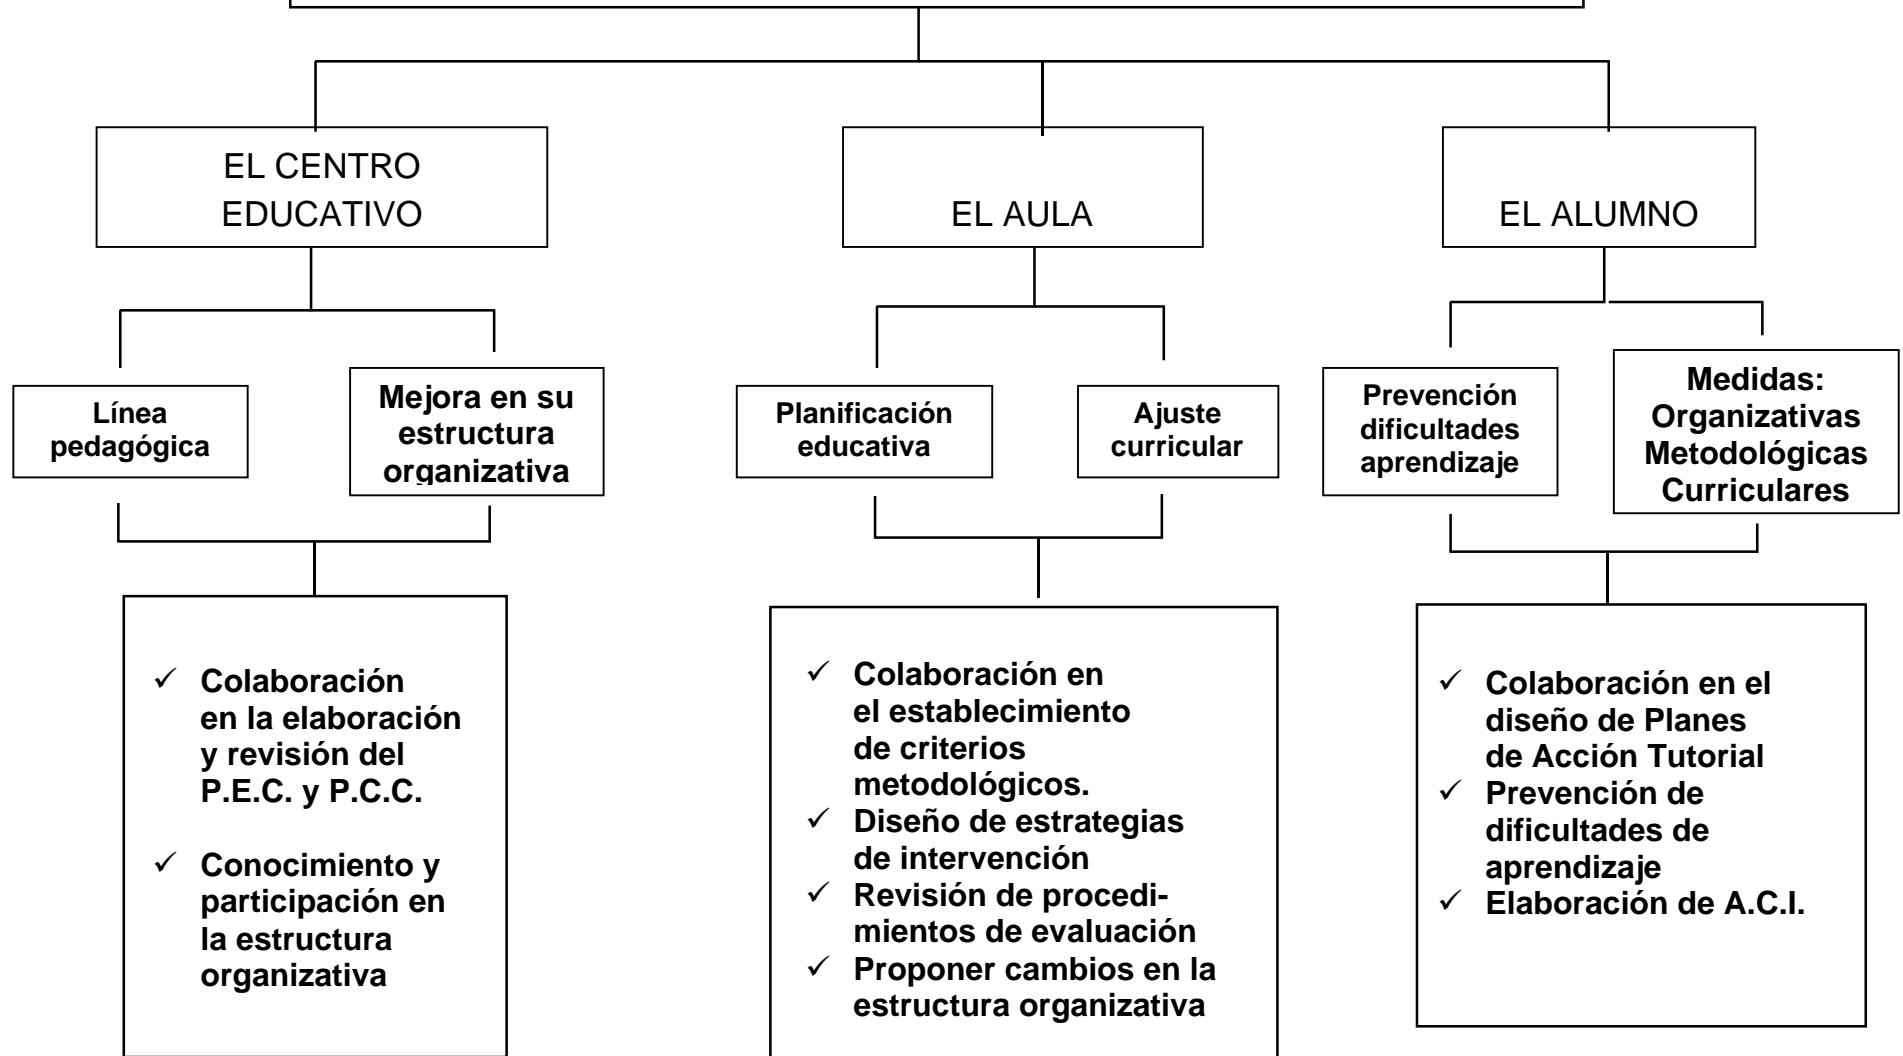 EL CENTRO
EDUCATIVO
EL AULA
EL ALUMNO
Línea
pedagógica
Mejora en su
estructura
organizativa
Planificación
educativa
Ajuste
curricular
Prevención
dificultades
aprendizaje
Medidas:
Organizativas
Metodológicas
Curriculares
✓ Colaboración
en la elaboración
y revisión del
P.E.C. y P.C.C.
✓ Conocimiento y
participación en
la estructura
organizativa
✓ Colaboración en
el establecimiento
de criterios
metodológicos.
✓ Diseño de estrategias
de intervención
✓ Revisión de procedi-
mientos de evaluación
✓ Proponer cambios en la
estructura organizativa
✓ Colaboración en el
diseño de Planes
de Acción Tutorial
✓ Prevención de
dificultades de
aprendizaje
✓ Elaboración de A.C.I.